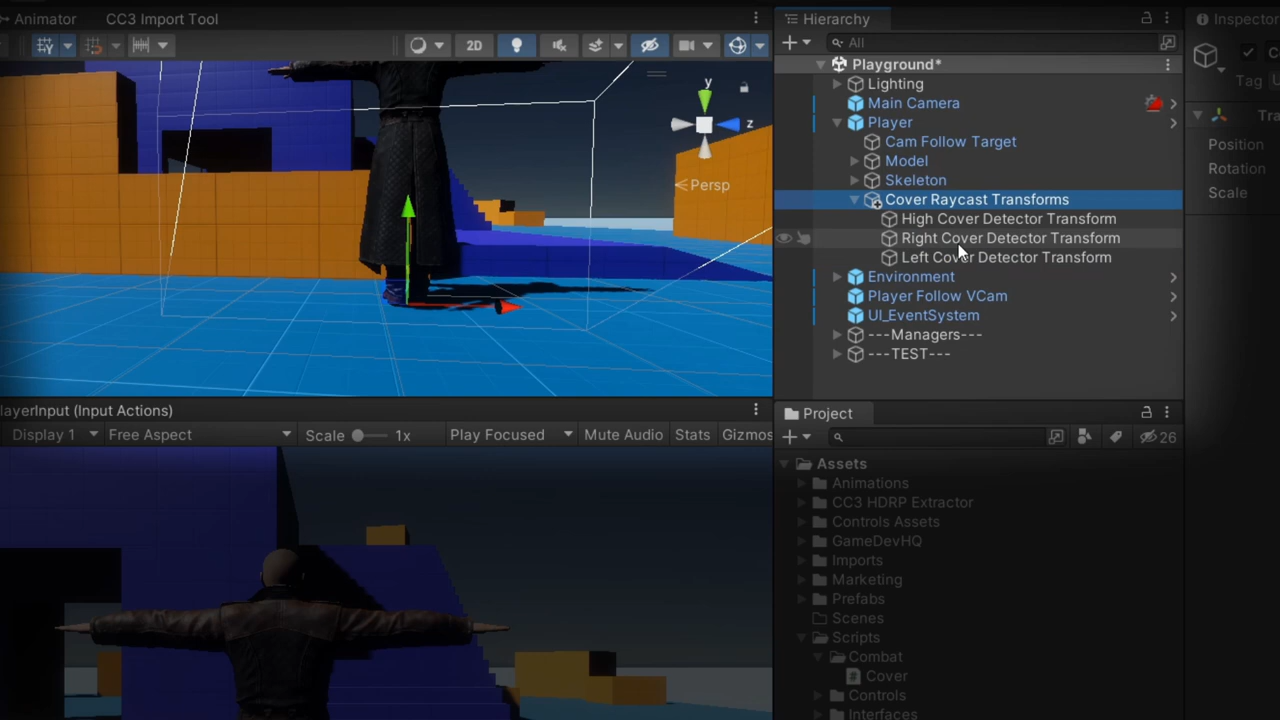 Animator CC3 Import Tool
2D
y
z
Persp
layerInput (Input Actions)
Display 1 Free Aspect Scale 1x Play Focused Mute Audio Stats Gizmos
Hierarchy
All
Playground*
Lighting
Main Camera
Player
Cam Follow Target
Model
Skeleton
Cover Raycast Transforms
High Cover Detector Transform
Right Cover Detector Transform
Left Cover Detector Transform
Environment
Player Follow VCam
UI_EventSystem
---Managers---
---TEST---
Project
26
Assets
Animations
CC3 HDRP Extractor
Controls Assets
GameDevHQ
Imports
Marketing
Prefabs
Scenes
Scripts
Combat
Cover
Controls
Interfaces
Inspector
C
Tag
Tra
Position
Rotation
Scale